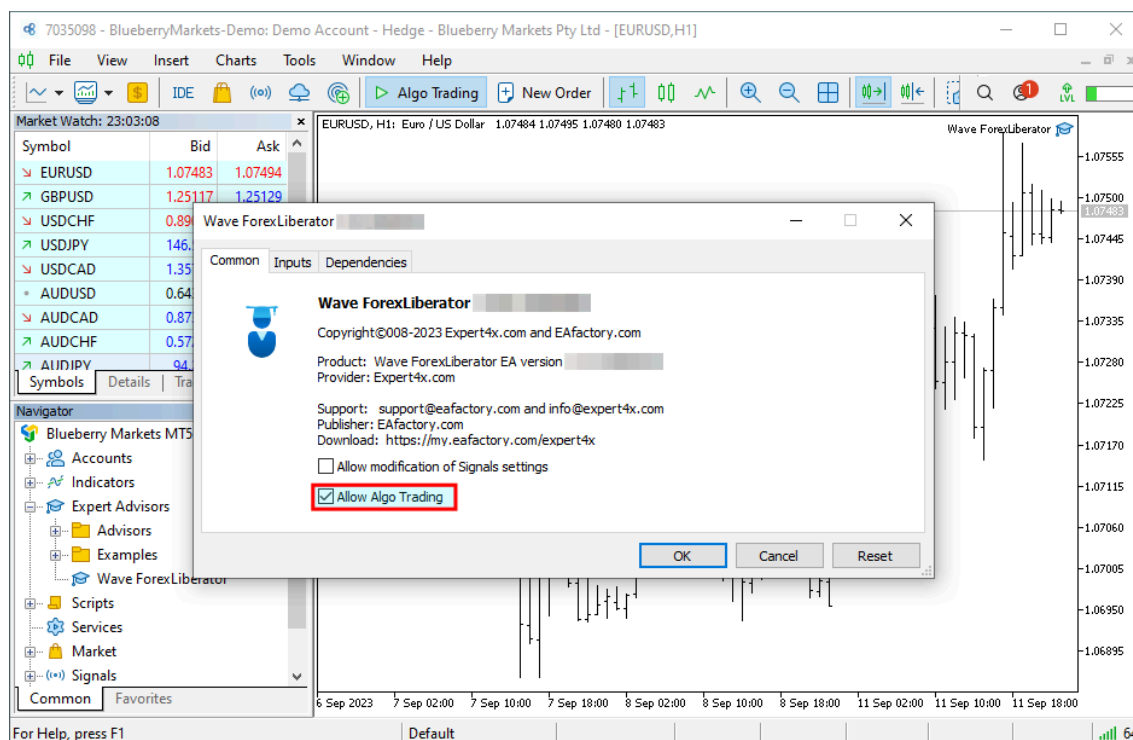 7035098 - BlueberryMarkets-Demo: Demo Account - Hedge - Blueberry Markets Pty Ltd - [EURUSD,H1]
File View Insert Charts Tools Window Help
$ IDE Algo Trading New Order 1 LVL
Market Watch: 23:03:08
Symbol Bid Ask
EURUSD 1.07483 1.07494
GBPUSD 1.25117 1.25129
USDCHF
USDJPY 146.
USDCAD
AUDUSD
AUDCAD
AUDCHF
AUDJPY 94.
Symbols Details
Navigator
Blueberry Markets MT5
Accounts
Indicators
Expert Advisors
Advisors
Examples
Wave ForexLiberator
Scripts
Services
Market
Signals
Common Favorites
EURUSD, H1: Euro / US Dollar 1.07484 1.07495 1.07480 1.07483
Wave ForexLiberator
1.07555
1.07500
1.07483
1.07445
1.07390
1.07335
1.07280
1.07225
1.07170
1.07115
1.07060
1.07005
1.06950
1.06895
6 Sep 2023 7 Sep 02:00 7 Sep 10:00 7 Sep 18:00 8 Sep 02:00 8 Sep 10:00 8 Sep 18:00 11 Sep 02:00 11 Sep 10:00 11 Sep 18:00
Wave ForexLiberator
Common Inputs Dependencies
Wave ForexLiberator
Copyright©008-2023 Expert4x.com and EAfactory.com
Product: Wave ForexLiberator EA version
Provider: Expert4x.com
Support: support@eafactory.com and info@expert4x.com
Publisher: EAfactory.com
Download: https://my.eafactory.com/expert4x
Allow modification of Signals settings
Allow Algo Trading
OK Cancel Reset
For Help, press F1 Default